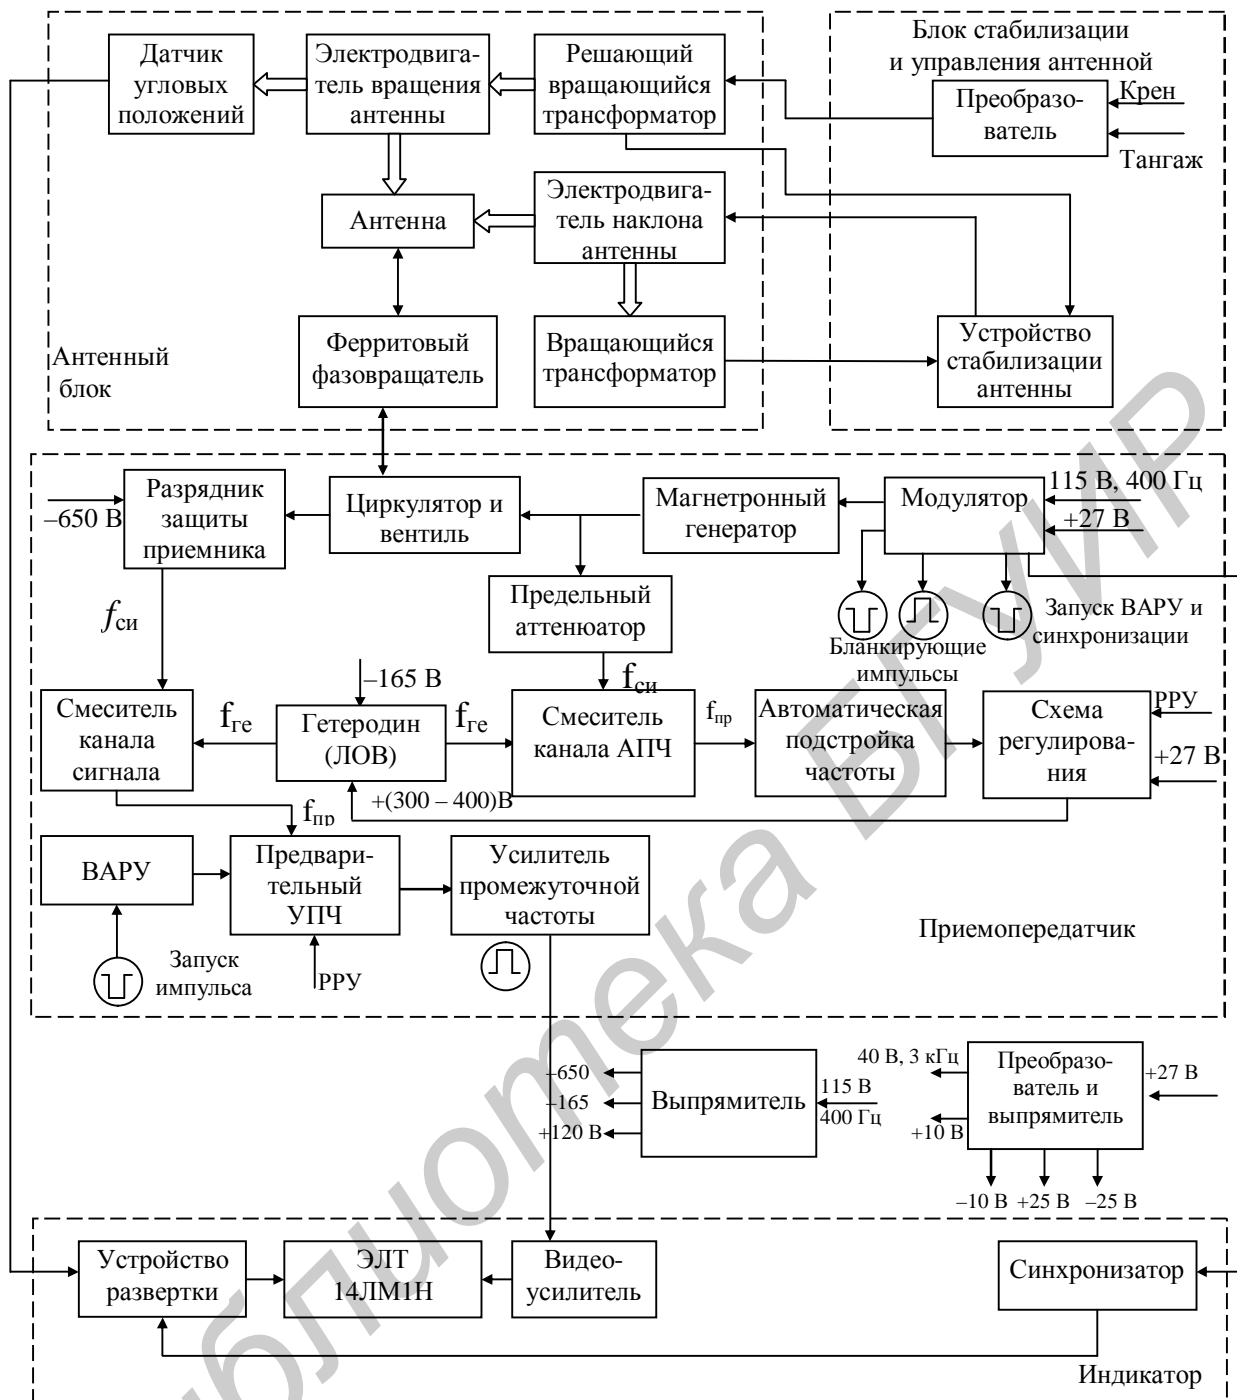 Датчик
угловых
положений
Электродвига-
тель вращения
антенны
Решающий
вращающийся
трансформатор
Блок стабилизации
и управления антенной
Преобразо-
ватель
Крен
Тангаж
Антенна
Электродвига-
тель наклона
антенны
Ферритовый
фазовращатель
Вращающийся
трансформатор
Устройство
стабилизации
антенны
Антенный
блок
–650 В
Разрядник
защиты
приемника
Циркулятор и
вентиль
Магнетронный
генератор
Модулятор
115 В, 400 Гц
+27 В
fси
Предельный
аттенюатор
Запуск ВАРУ и
синхронизации
Бланкирующие
импульсы
–165 В
fси
Смеситель
канала
сигнала
fге
Гетеродин
(ЛОВ)
fге
Смеситель
канала АПЧ
fпр
Автоматическая
подстройка
частоты
Схема
регулирова-
ния
РРУ
+27 В
+(300 – 400)В
fпр
ВАРУ
Предвари-
тельный
УПЧ
Усилитель
промежуточной
частоты
Запуск
импульса
РРУ
Приемопередатчик
–650
–165
+120 В
Выпрямитель
115 В
400 Гц
40 В, 3 кГц
+10 В
Преобразо-
ватель и
выпрямитель
+27 В
–10 В +25 В –25 В
Устройство
развертки
ЭЛТ
14ЛМ1Н
Видео-
усилитель
Синхронизатор
Индикатор
Библиотека БГУИР